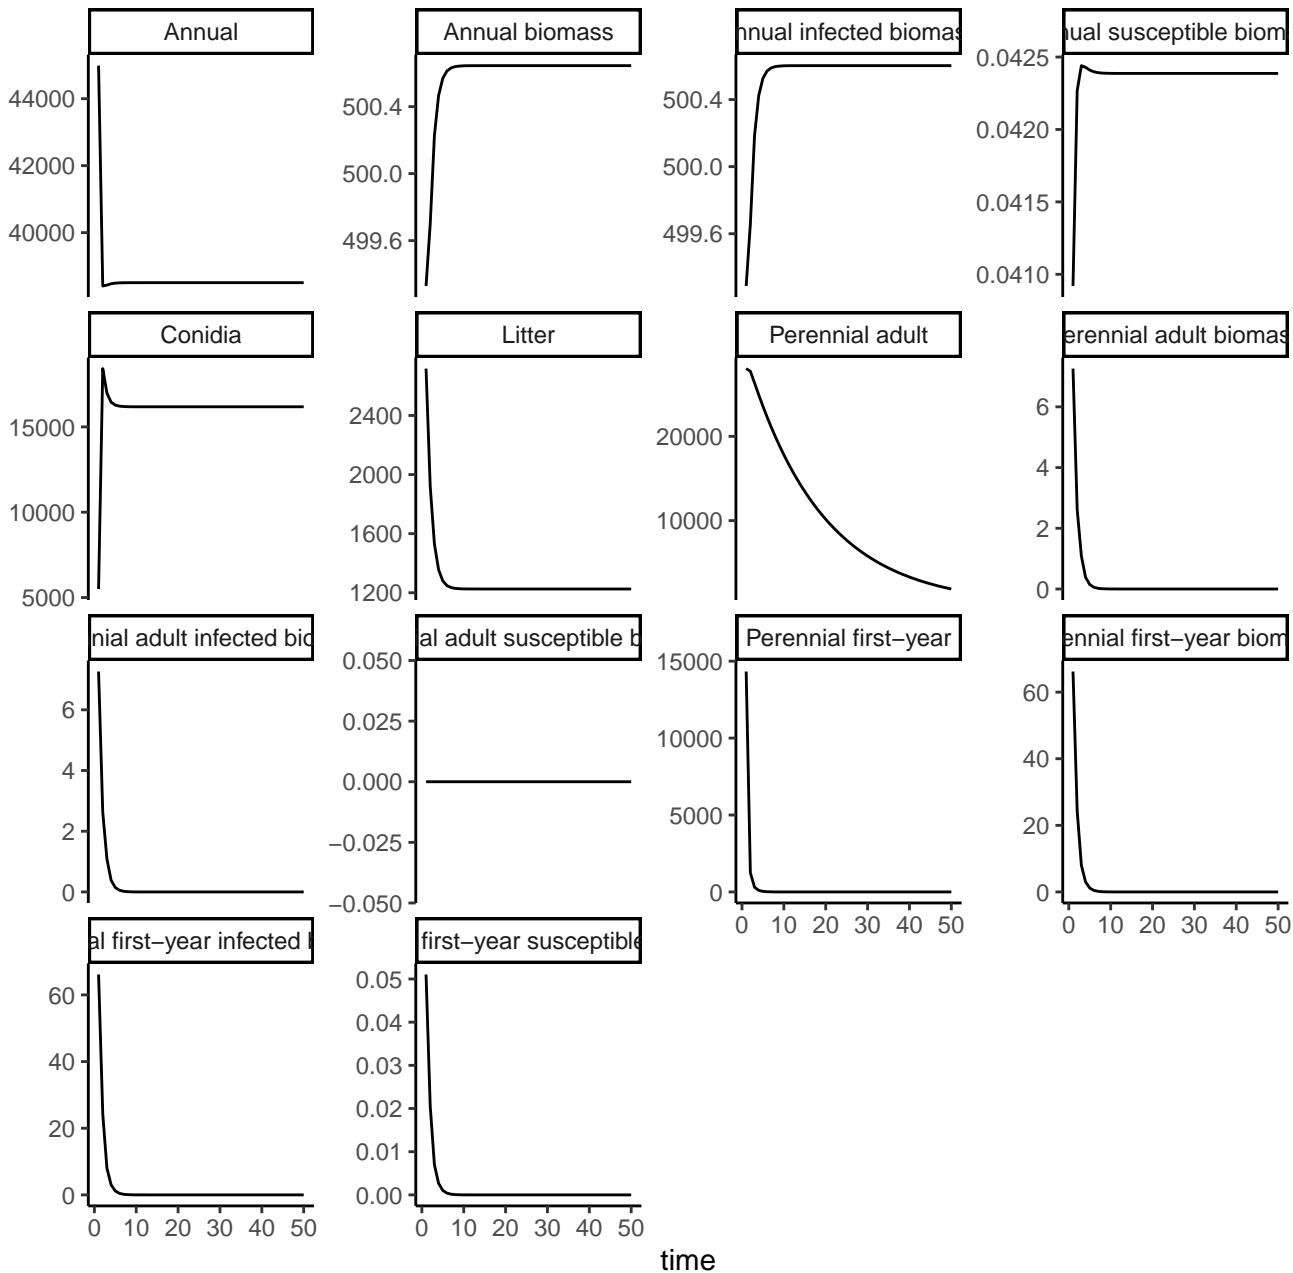 Annual
Annual biomass
nnual infected biomas
nual susceptible biom
44000
42000
40000
500.4
500.0
499.6
500.4
500.0
499.6
0.0425
0.0420
0.0415
0.0410
Conidia
Litter
Perennial adult
erennial adult biomas
15000
10000
5000
2400
2000
1600
1200
20000
10000
6
4
2
0
nial adult infected bio
al adult susceptible b
Perennial first−year
ennial first−year biom
6
4
2
0
0.050
0.025
0.000
−0.025
−0.050
15000
10000
5000
0
60
40
20
0
0 10 20 30 40 50
0 10 20 30 40 50
al first−year infected b
first−year susceptible
60
40
20
0
0.05
0.04
0.03
0.02
0.01
0.00
0 10 20 30 40 50
0 10 20 30 40 50
time